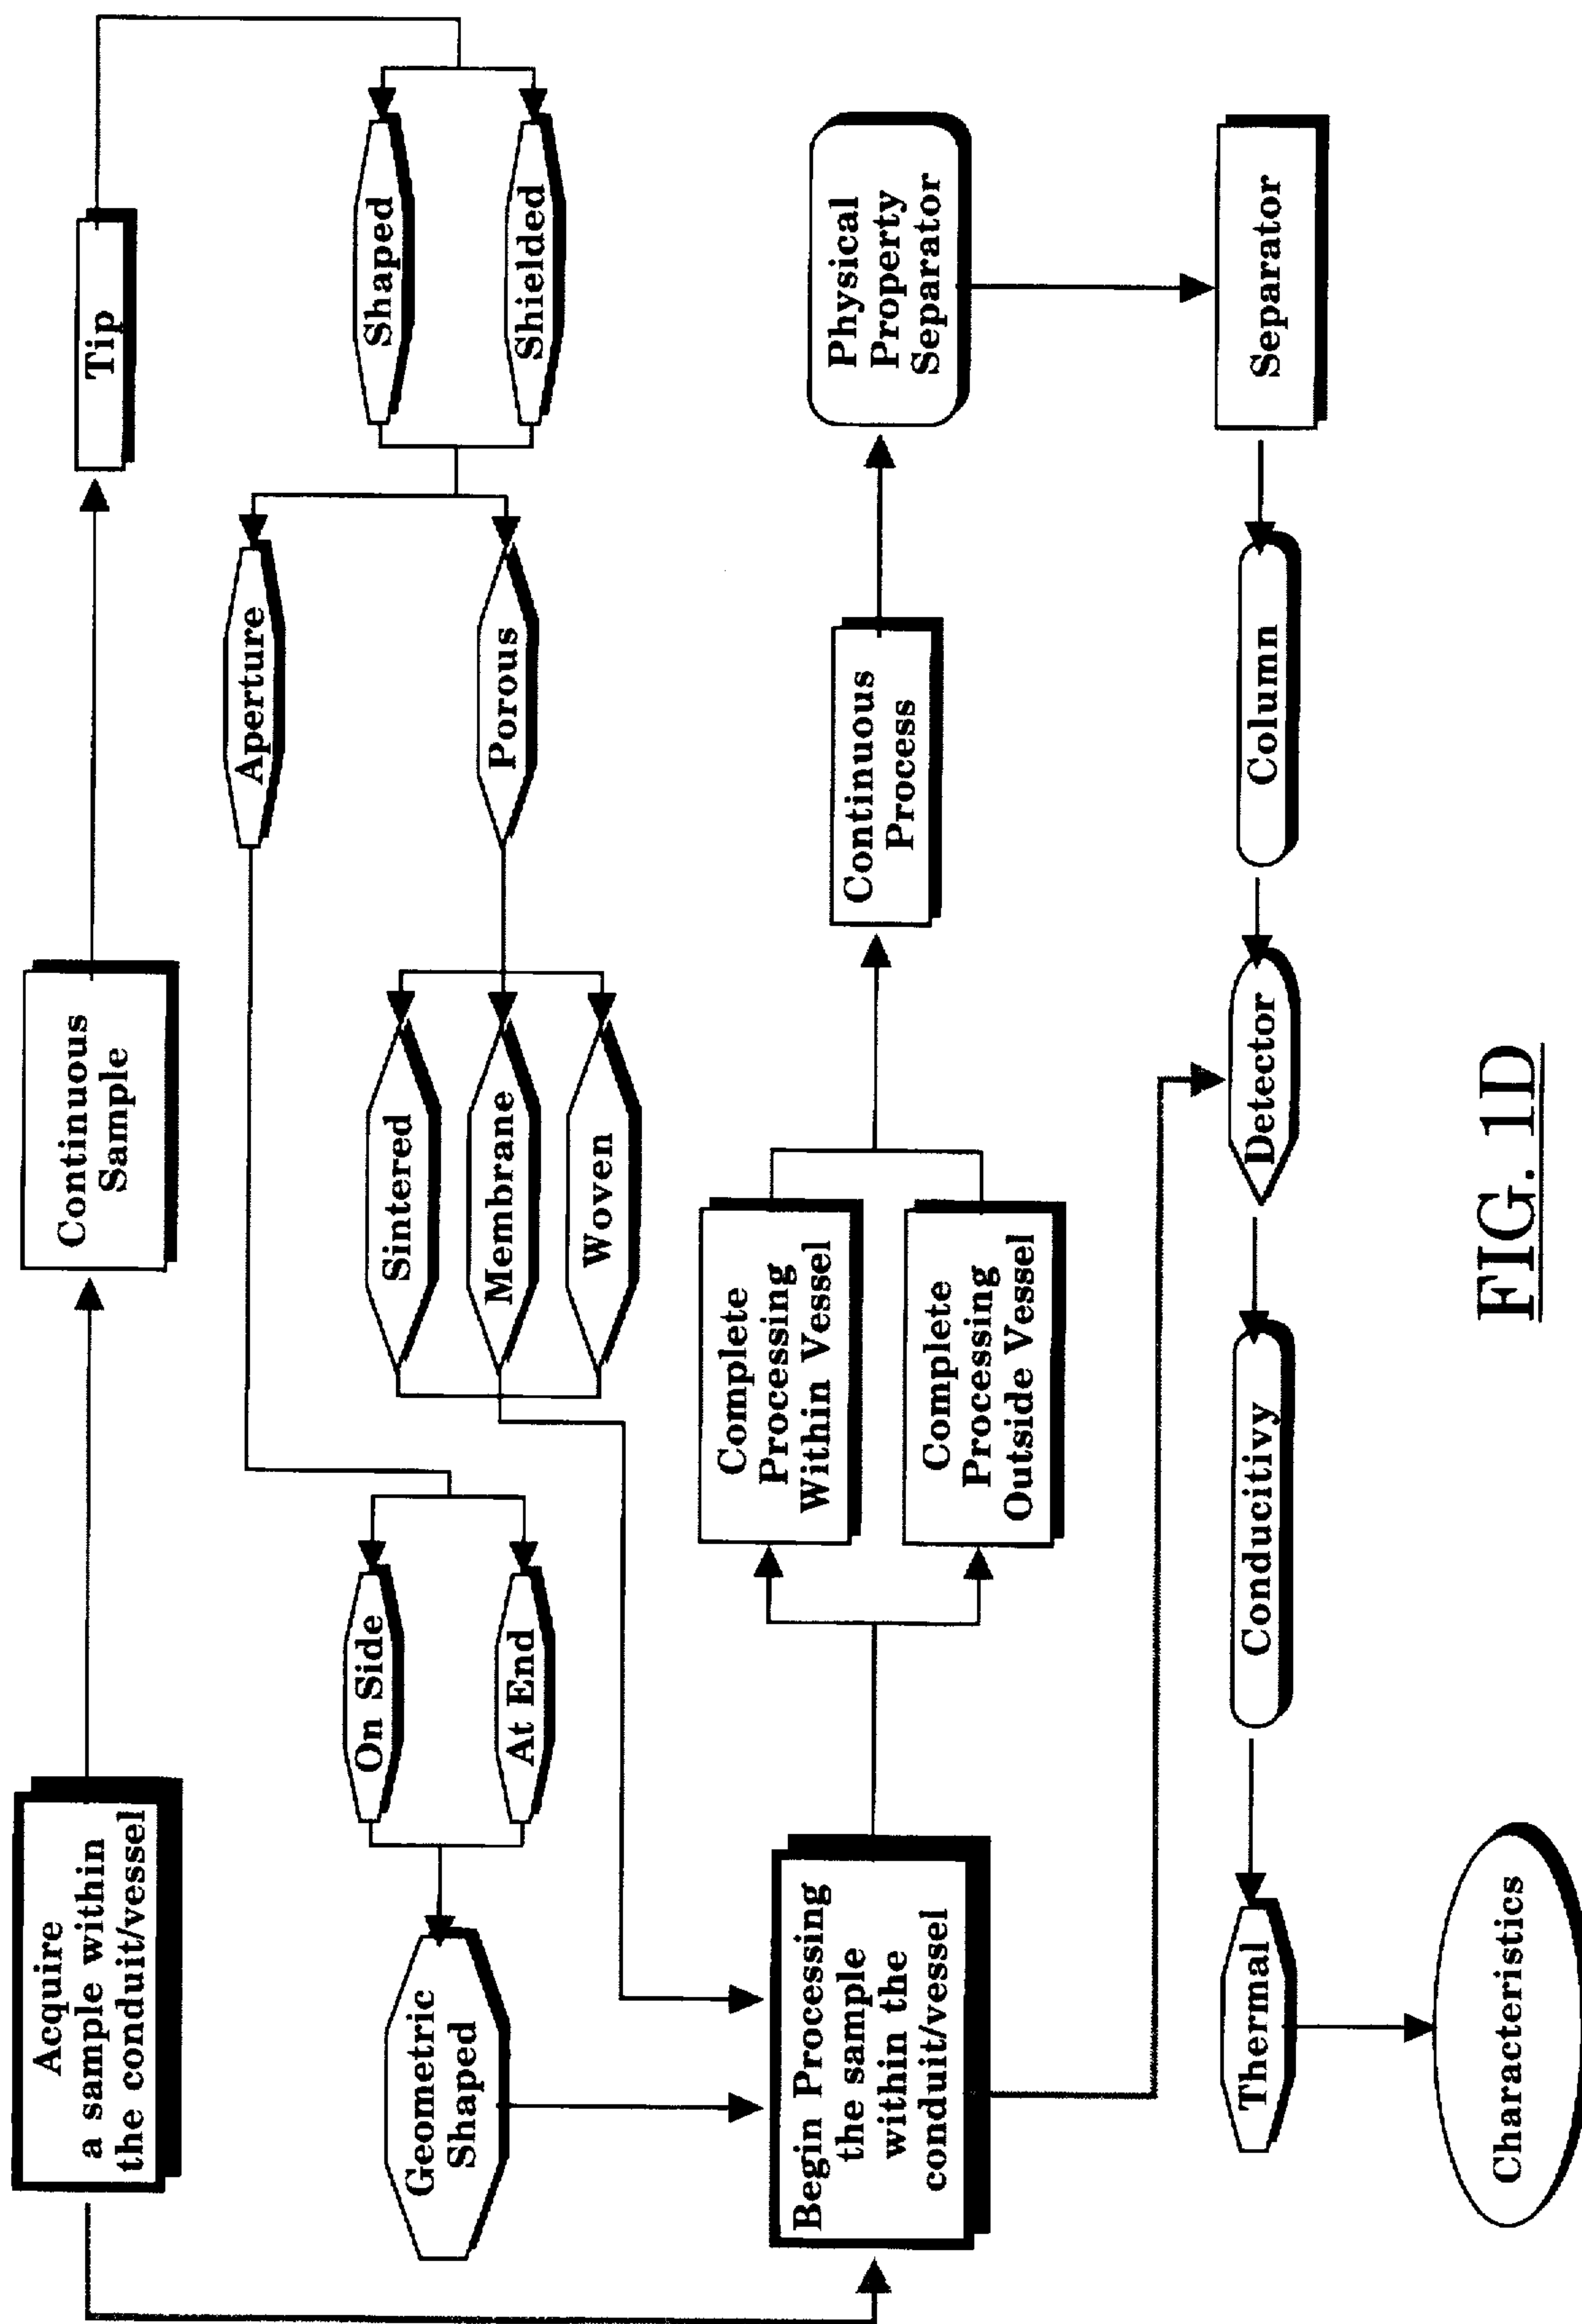 Acquire
a sample within
the conduit/vessel
Continuous
Sample
Tip
Shaped
Shielded
Aperture
Porous
Sintered
Membrane
Woven
On Side
At End
Geometric
Shaped
Begin Processing
the sample
within the
conduit/vessel
Complete
Processing
Within Vessel
Complete
Processing
Outside Vessel
Continuous
Process
Physical
Property
Separator
Separator
Column
Detector
Conducitivy
Thermal
Characteristics
FIG. 1D